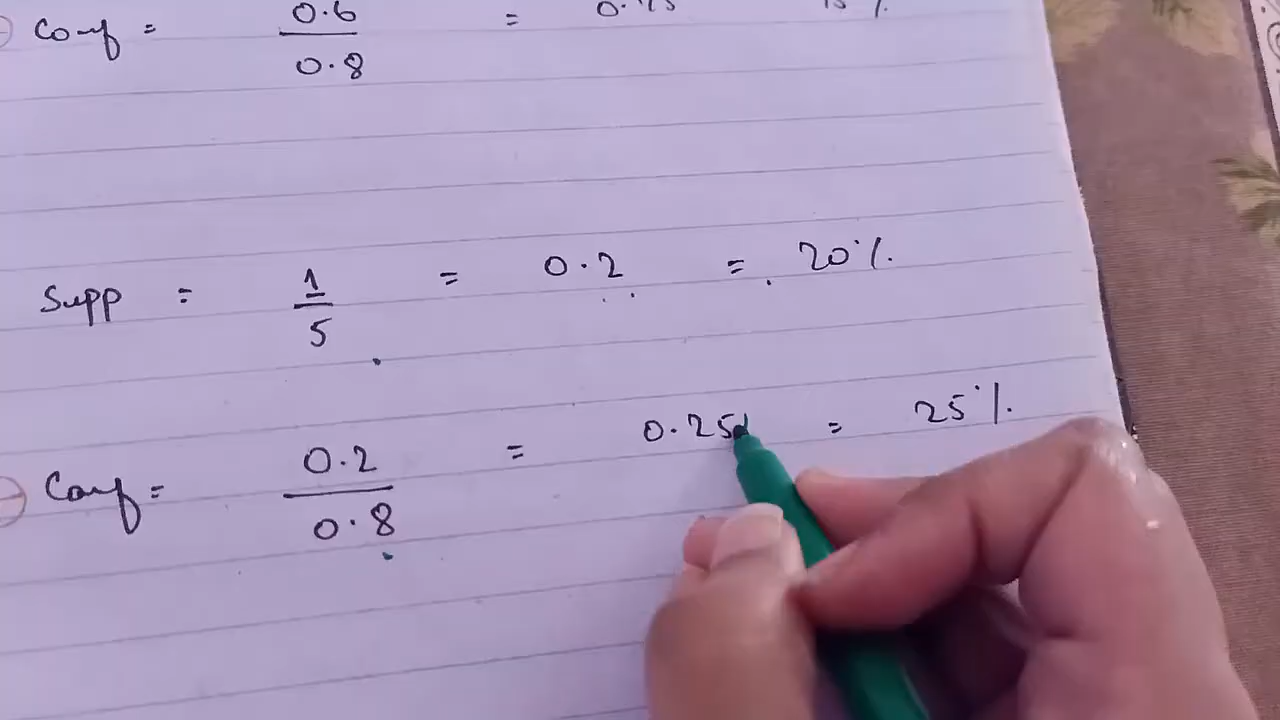 Conf = 0.6 / 0.8 =
Supp = 1 / 5 = 0.2 = 20%
Conf = 0.2 / 0.8 = 0.25 = 25%